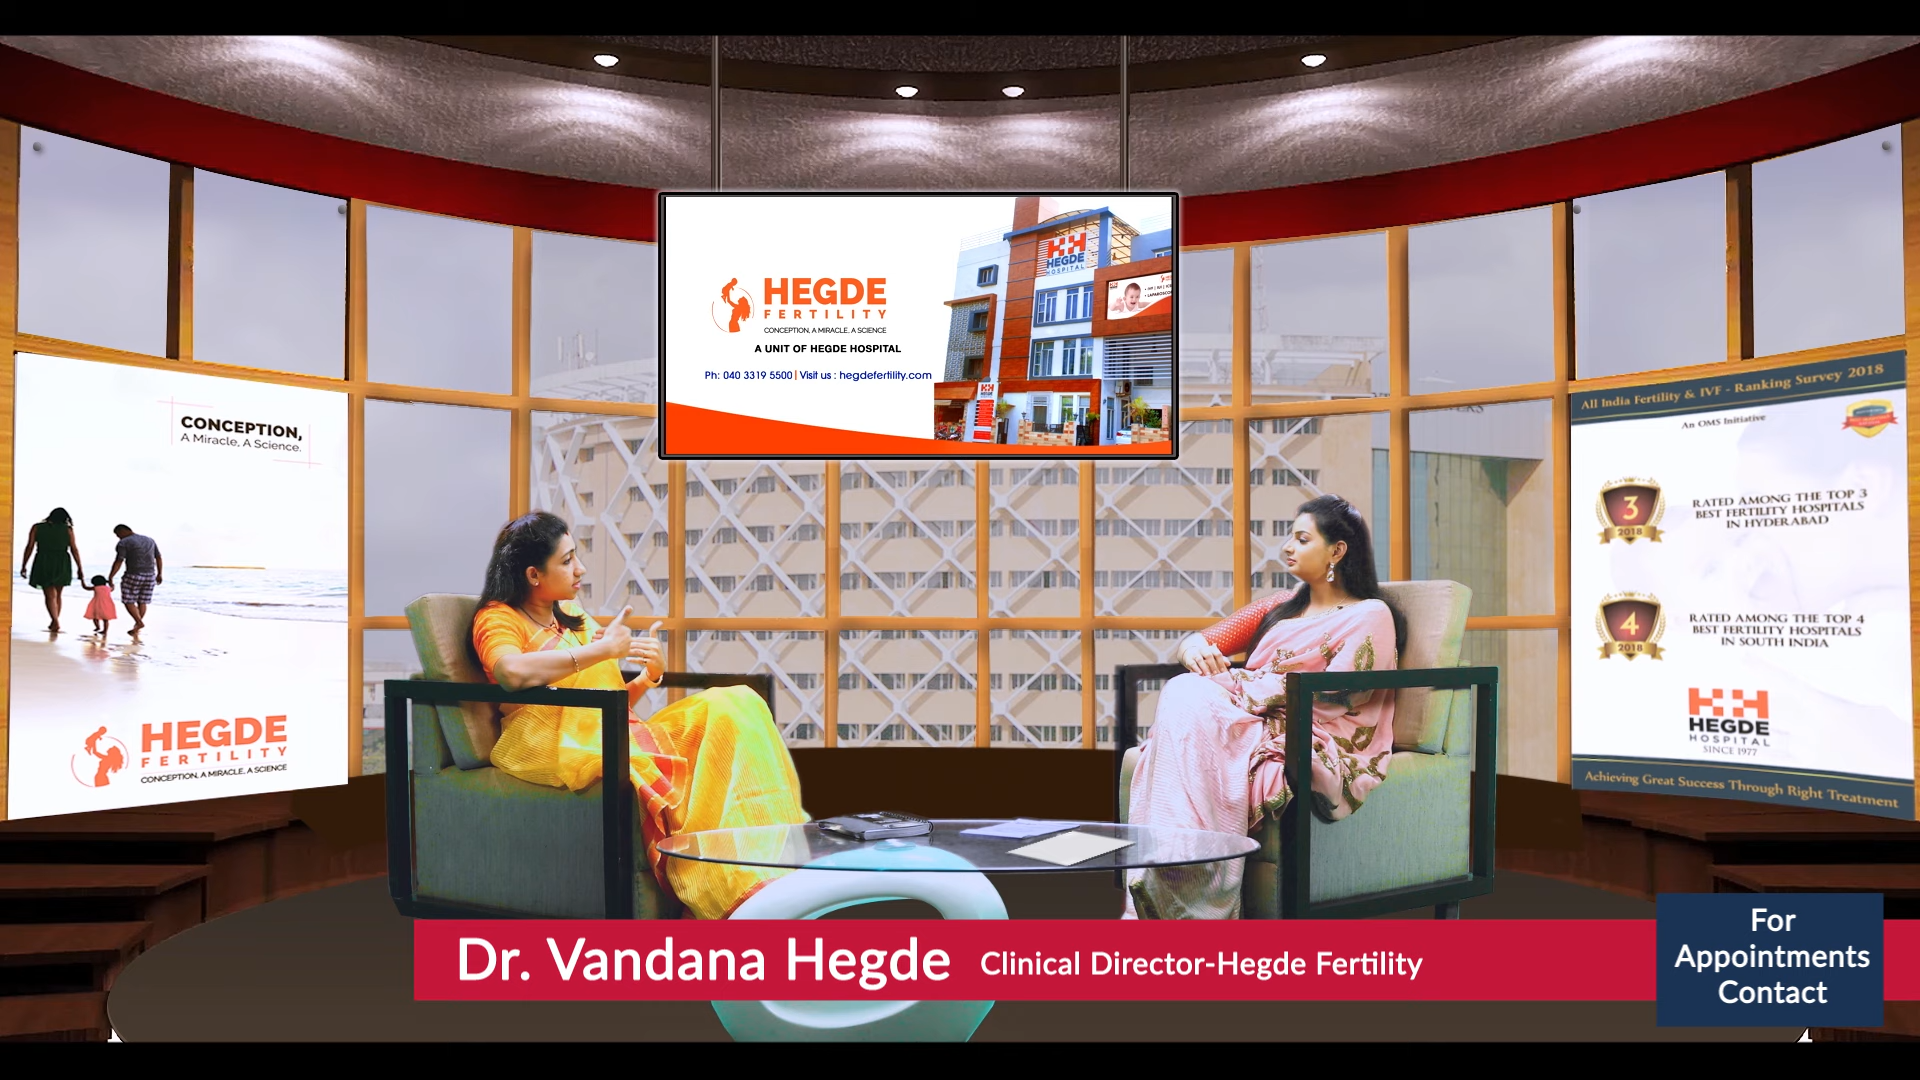 HEGDE
FERTILITY
CONCEPTION, A MIRACLE. A SCIENCE
A UNIT OF HEGDE HOSPITAL
Ph: 040 3319 5500 | Visit us : hegdefertility.com
HEGDE
HOSPITAL
CONCEPTION,
A Miracle, A Science.
HEGDE
FERTILITY
CONCEPTION, A MIRACLE. A SCIENCE
All India Fertility & IVF - Ranking Survey 2018
An OMS Initiative
3
2018
RATED AMONG THE TOP 3
BEST FERTILITY HOSPITALS
IN HYDERABAD
4
2018
RATED AMONG THE TOP 4
BEST FERTILITY HOSPITALS
IN SOUTH INDIA
HEGDE
HOSPITAL
SINCE 1977
Achieving Great Success Through Right Treatment
Dr. Vandana Hegde Clinical Director-Hegde Fertility
For
Appointments
Contact